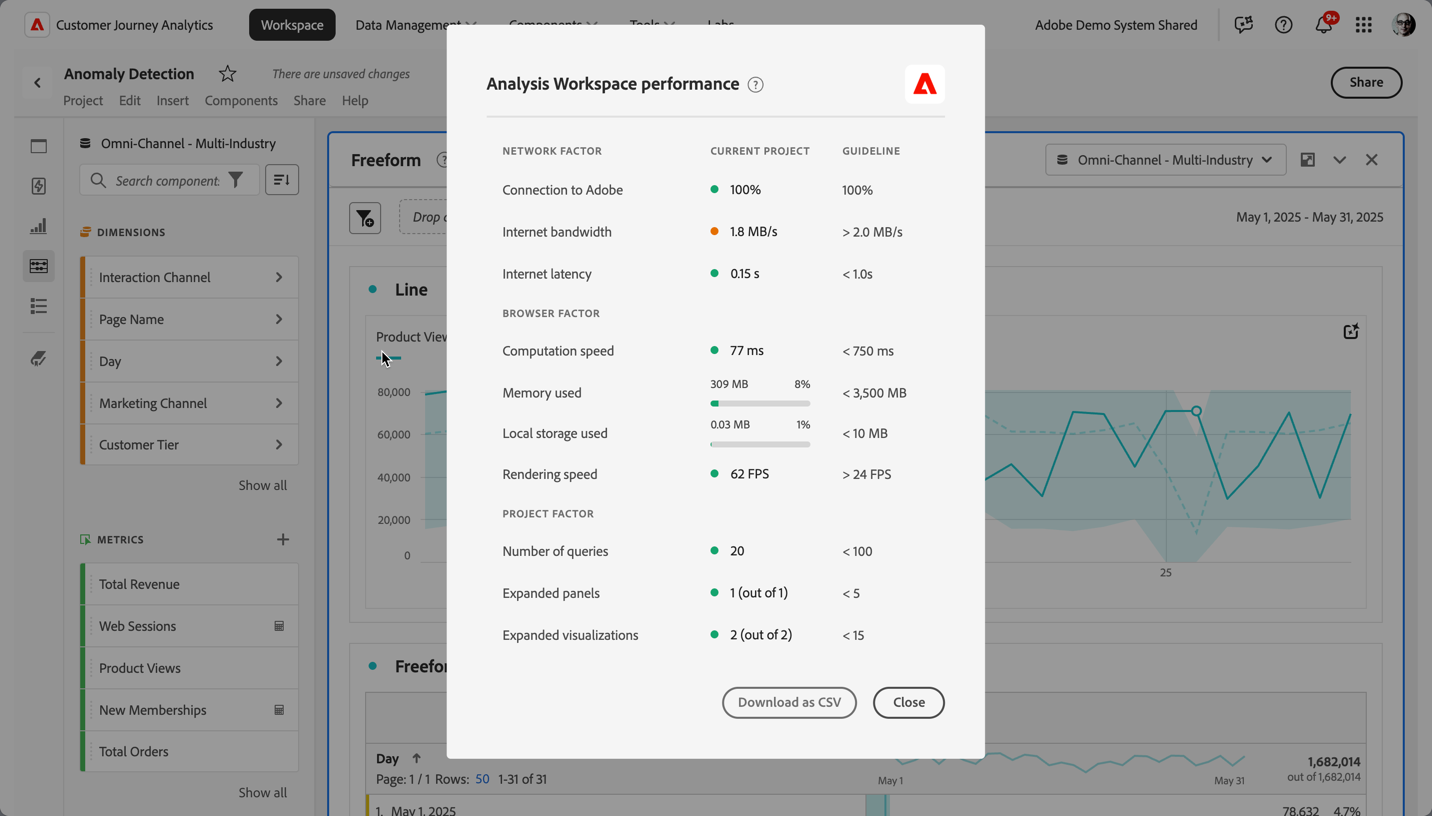 Customer Journey Analytics
Workspace
Data Management
Components
Tools
Labs
Adobe Demo System Shared
9+
Anomaly Detection
There are unsaved changes
Project Edit Insert Components Share Help
Share
Analysis Workspace performance ?
NETWORK FACTOR CURRENT PROJECT GUIDELINE
Connection to Adobe 100% 100%
Internet bandwidth 1.8 MB/s > 2.0 MB/s
Internet latency 0.15 s < 1.0s
BROWSER FACTOR
Computation speed 77 ms < 750 ms
Memory used 309 MB 8% < 3,500 MB
Local storage used 0.03 MB 1% < 10 MB
Rendering speed 62 FPS > 24 FPS
PROJECT FACTOR
Number of queries 20 < 100
Expanded panels 1 (out of 1) < 5
Expanded visualizations 2 (out of 2) < 15
Download as CSV Close
Omni-Channel - Multi-Industry
Search component
DIMENSIONS
Interaction Channel
Page Name
Day
Marketing Channel
Customer Tier
Show all
METRICS
Total Revenue
Web Sessions
Product Views
New Memberships
Total Orders
Show all
Freeform
Omni-Channel - Multi-Industry
Drop
May 1, 2025 - May 31, 2025
Line
Product View
80,000
60,000
40,000
20,000
0
25
Freefor
Day
Page: 1 / 1 Rows: 50 1-31 of 31
May 1 May 31
1,682,014
out of 1,682,014
1. May 1, 2025 78,632 4.7%